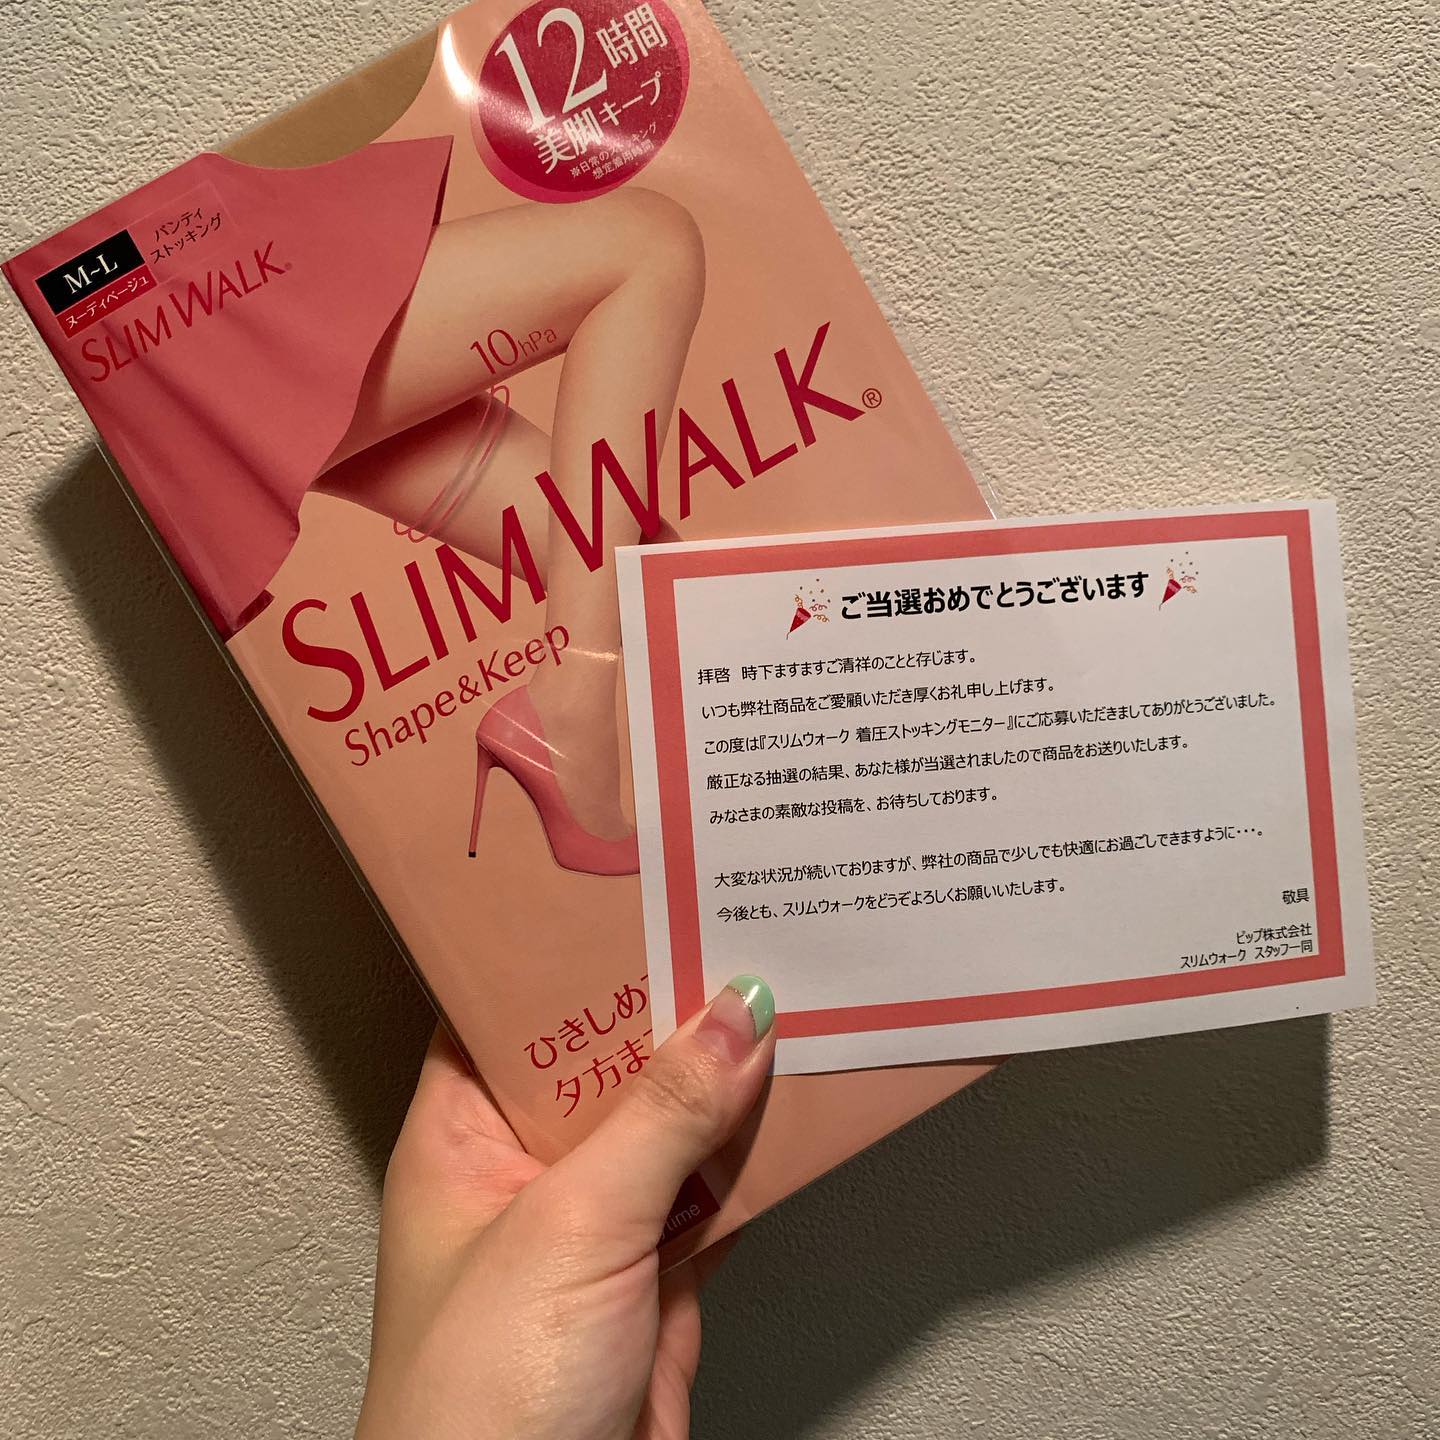 12時間
美脚キープ
※日常のストッキング
想定着用時間
M~L
ヌーディベージュ
パンティ
ストッキング
SLIM WALK®
10hPa
SLIM WALK®
Shape&Keep
ひきしめ
夕方ま
time
ご当選おめでとうございます
拝啓 時下ますますご清祥のことと存じます。
いつも弊社商品をご愛顧いただき厚くお礼申し上げます。
この度は『スリムウォーク 着圧ストッキングモニター』にご応募いただきましてありがとうございました。
厳正なる抽選の結果、あなた様が当選されましたので商品をお送りいたします。
みなさまの素敵な投稿を、お待ちしております。
大変な状況が続いておりますが、弊社の商品で少しでも快適にお過ごしできますように・・・。
今後とも、スリムウォークをどうぞよろしくお願いいたします。
敬具
ピップ株式会社
スリムウォーク スタッフ一同